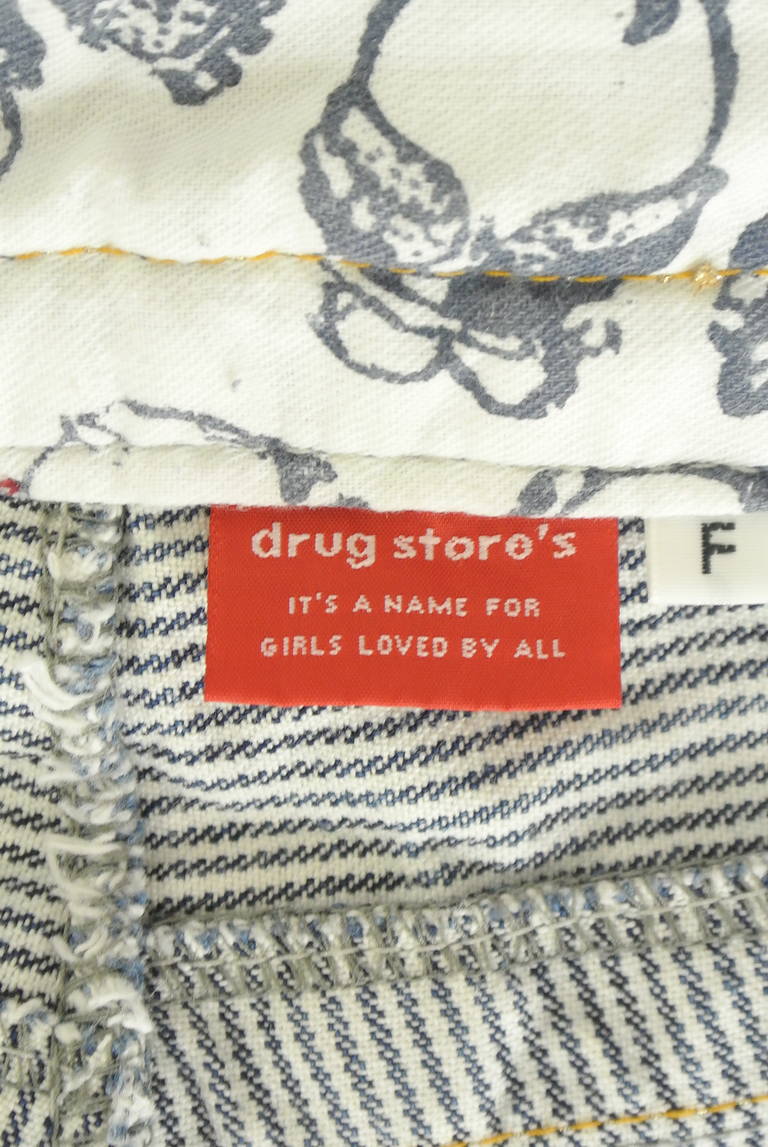 drug store's
IT'S A NAME FOR
GIRLS LOVED BY ALL
F